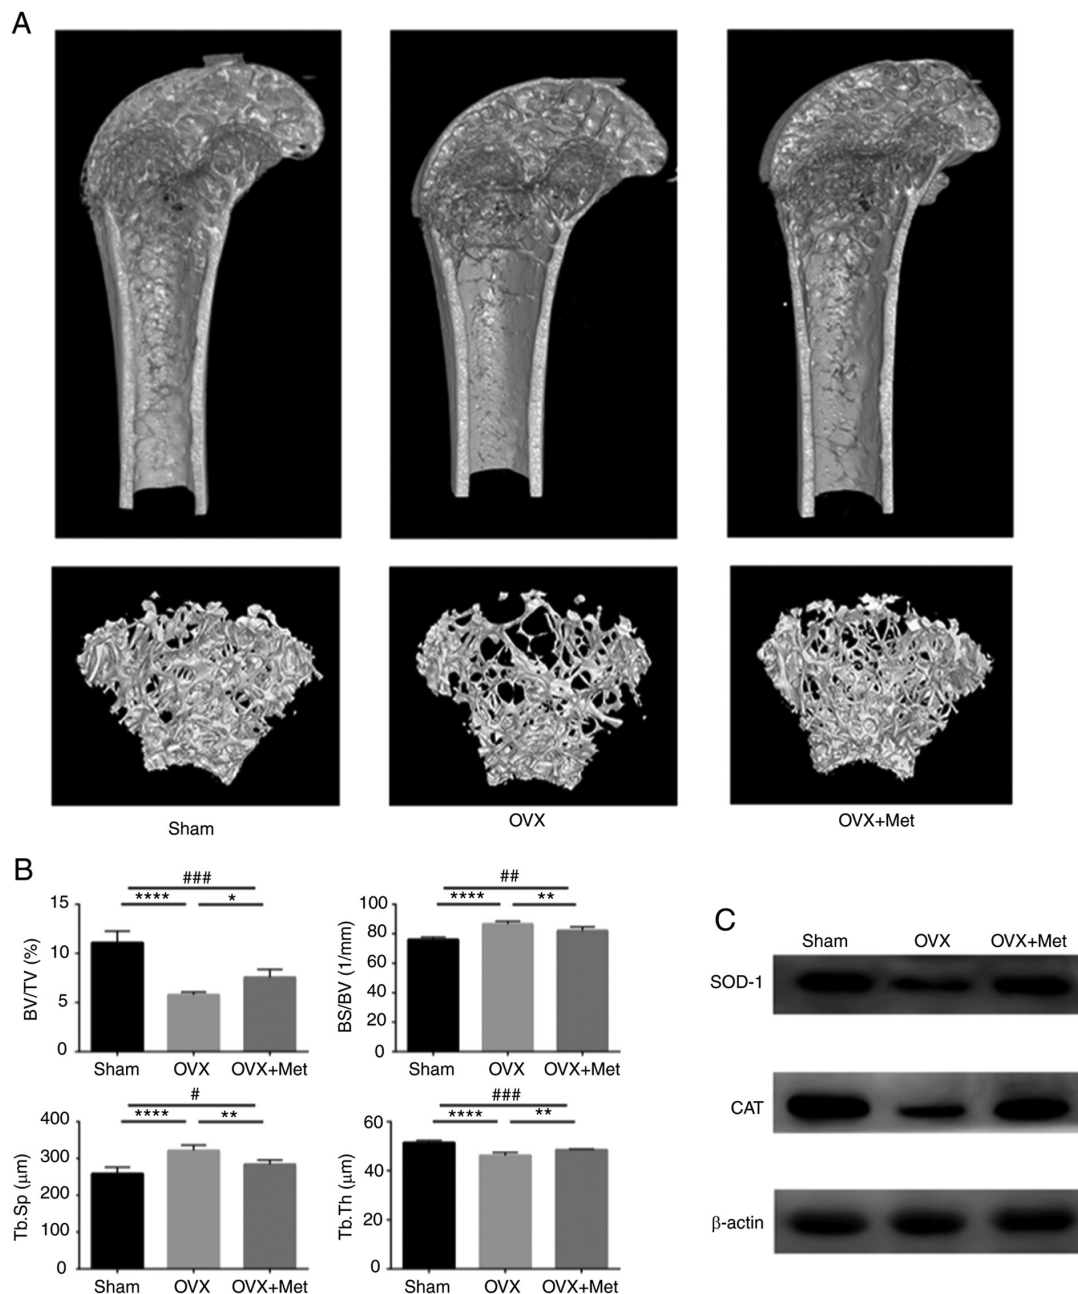 A
Sham OVX OVX+Met
B
###
**** *
15
10
5
0
BV/TV (%)
Sham OVX OVX+Met
##
**** **
100
80
60
40
20
0
BS/BV (1/mm)
Sham OVX OVX+Met
#
**** **
400
300
200
100
0
Tb.Sp (μm)
Sham OVX OVX+Met
###
**** **
60
40
20
0
Tb.Th (μm)
Sham OVX OVX+Met
C
Sham OVX OVX+Met
SOD-1
CAT
β-actin